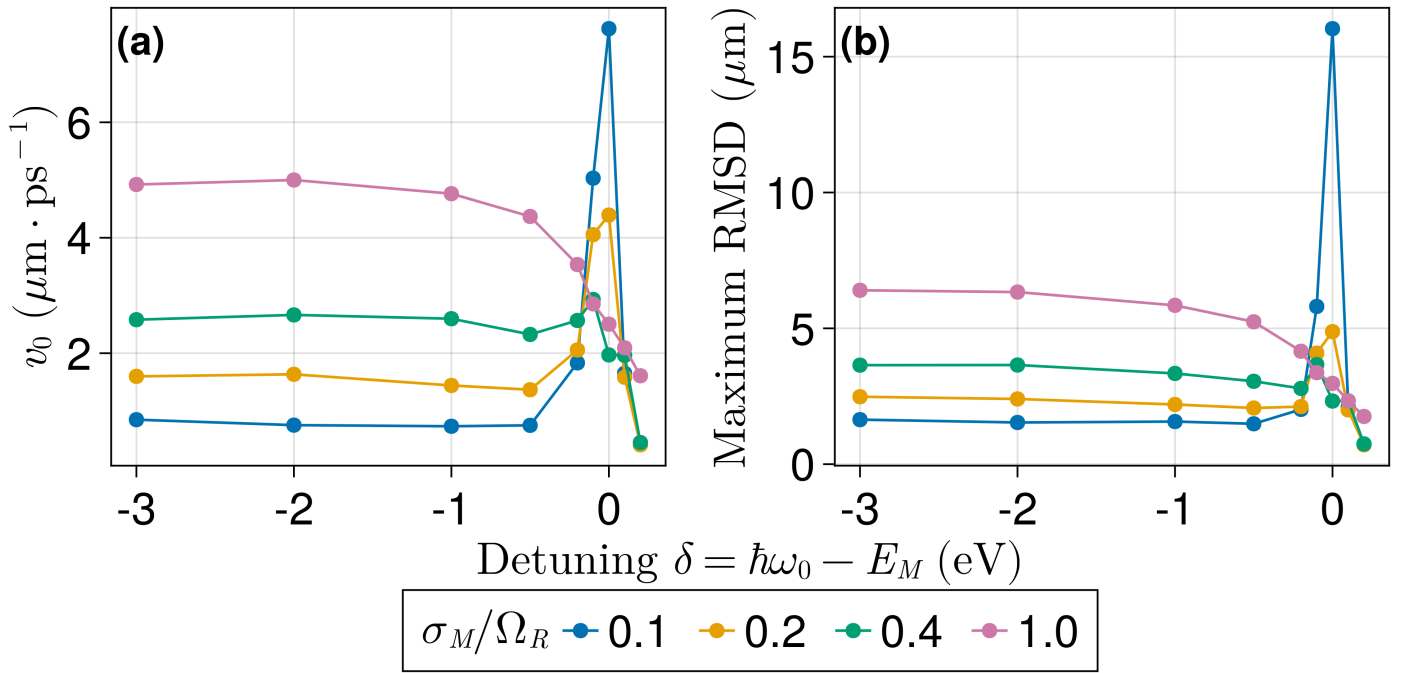 (a)
v₀ (μm · ps⁻¹)
6
4
2
-3 -2 -1 0
(b)
Maximum RMSD (μm)
15
10
5
0
-3 -2 -1 0
Detuning δ = ħω₀ − E_M (eV)
σ_M/Ω_R 0.1 0.2 0.4 1.0